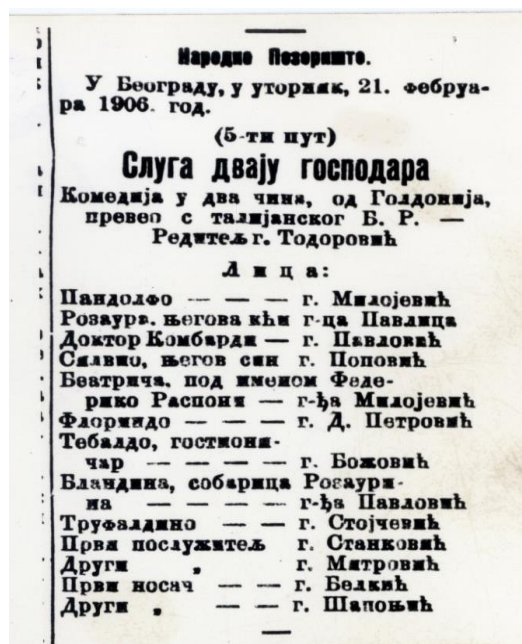 Народно Позориште.
У Београду, у уторник, 21. фебруа-
ра 1906. год.
(5-ти пут)
Слуга двају господара
Комедија у два чина, од Голдонија,
превео с талијанског Б. Р. —
Редитељ г. Тодоровић
Лица:
Пандолфо — — — г. Милојевић
Розаура, његова кћи г-ца Павлица
Доктор Комбарди — г. Павловић
Силвио, његов син г. Поповић
Беатрича, под именом Феде-
рико Распони — г-ђа Милојевић
Флориндо — — — г. Д. Петровић
Тебалдо, гостиони-
чар — — — — г. Божовић
Бландина, собарица Розаури-
на — — — — г-ђа Павловић
Труфалдино — — г. Стојчевић
Први послужитељ г. Станковић
Други „ г. Митровић
Први носач — — г. Белкић
Други „ — — г. Шапоњић